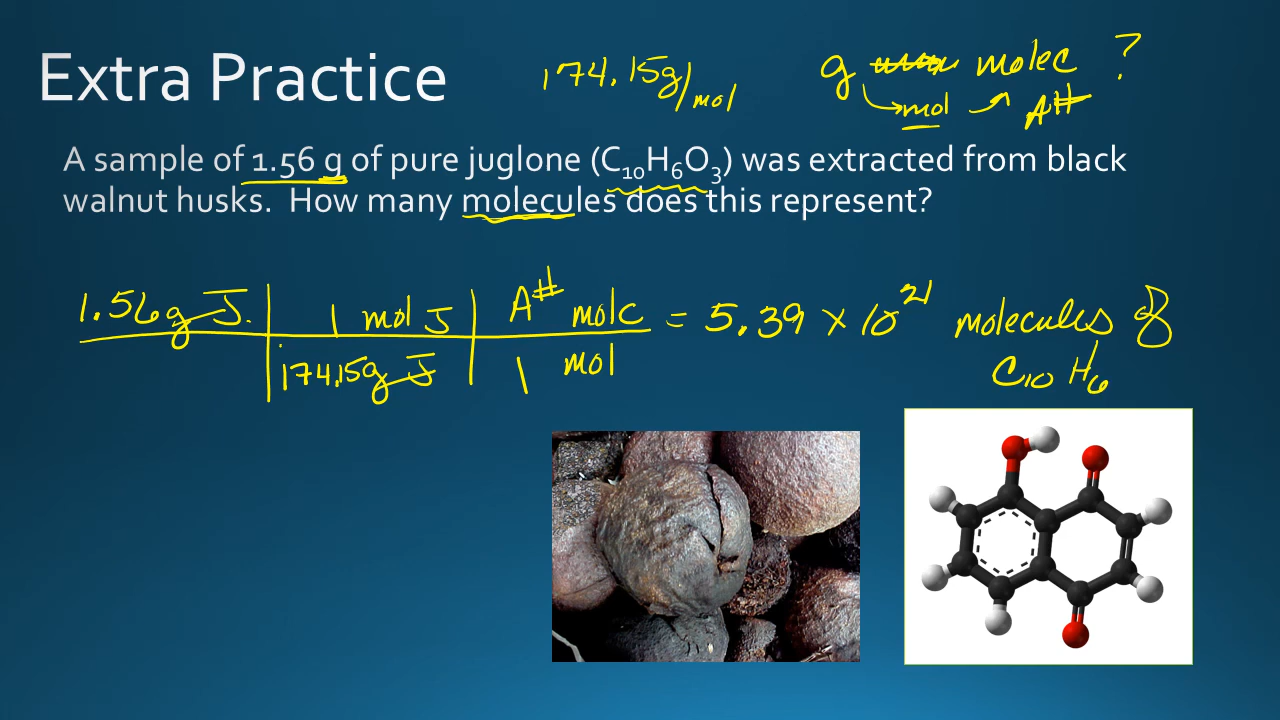 Extra Practice
174.15g/mol
g molec ?
mol A#
A sample of 1.56 g of pure juglone (C10H6O3) was extracted from black
walnut husks. How many molecules does this represent?
1.56g J. 1 mol J A# molc = 5.39 × 10^21 molecules of
174.15g J 1 mol C10 H6